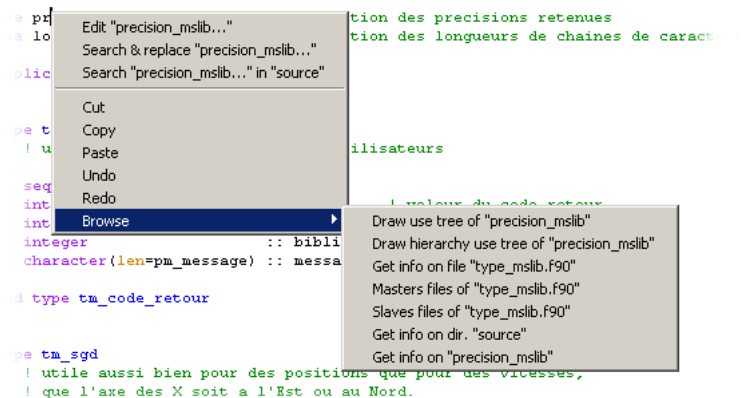 tion des precisions retenues
tion des longueurs de chaines de caract
Edit "precision_mslib..."
Search & replace "precision_mslib..."
Search "precision_mslib..." in "source"
Cut
Copy
Paste
ilisateurs
Undo
Redo
Browse
Draw use tree of "precision_mslib"
Draw hierarchy use tree of "precision_mslib"
Get info on file "type_mslib.f90"
Masters files of "type_mslib.f90"
Slaves files of "type_mslib.f90"
Get info on dir. "source"
Get info on "precision_mslib"
! valeur du code retour
integer :: bibli
character(len=pm_message) :: messa
type tm_code_retour
tm_sgd
! utile aussi bien pour des positions que pour des vitesses,
! que l'axe des X soit a l'Est ou au Nord.